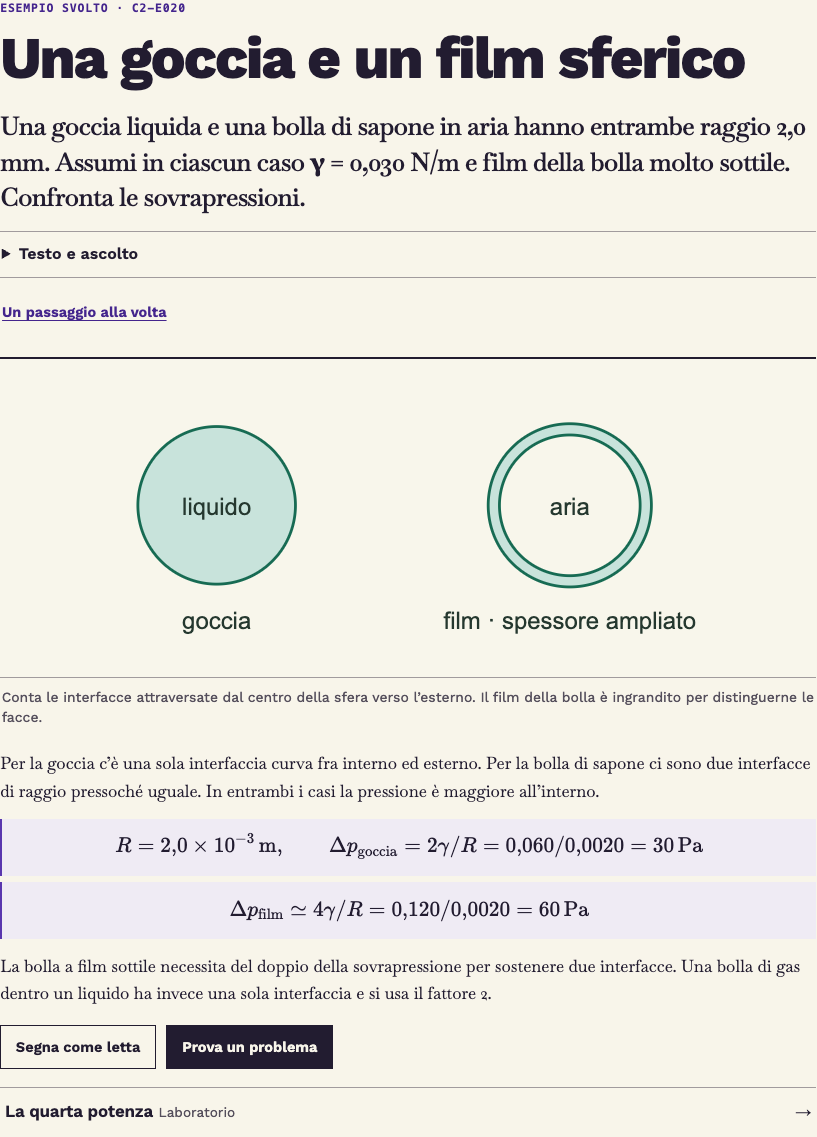 ESEMPIO SVOLTO · C2-E020
Una goccia e un film sferico
Una goccia liquida e una bolla di sapone in aria hanno entrambe raggio 2,0
mm. Assumi in ciascun caso γ = 0,030 N/m e film della bolla molto sottile.
Confronta le sovrapressioni.
▶ Testo e ascolto
Un passaggio alla volta
liquido
aria
goccia
film · spessore ampliato
Conta le interfacce attraversate dal centro della sfera verso l’esterno. Il film della bolla è ingrandito per distinguerne le
facce.
Per la goccia c’è una sola interfaccia curva fra interno ed esterno. Per la bolla di sapone ci sono due interfacce
di raggio pressoché uguale. In entrambi i casi la pressione è maggiore all’interno.
R = 2,0 × 10⁻³ m, Δp_goccia = 2γ/R = 0,060/0,0020 = 30 Pa
Δp_film ≃ 4γ/R = 0,120/0,0020 = 60 Pa
La bolla a film sottile necessita del doppio della sovrapressione per sostenere due interfacce. Una bolla di gas
dentro un liquido ha invece una sola interfaccia e si usa il fattore 2.
Segna come letta Prova un problema
La quarta potenza Laboratorio →